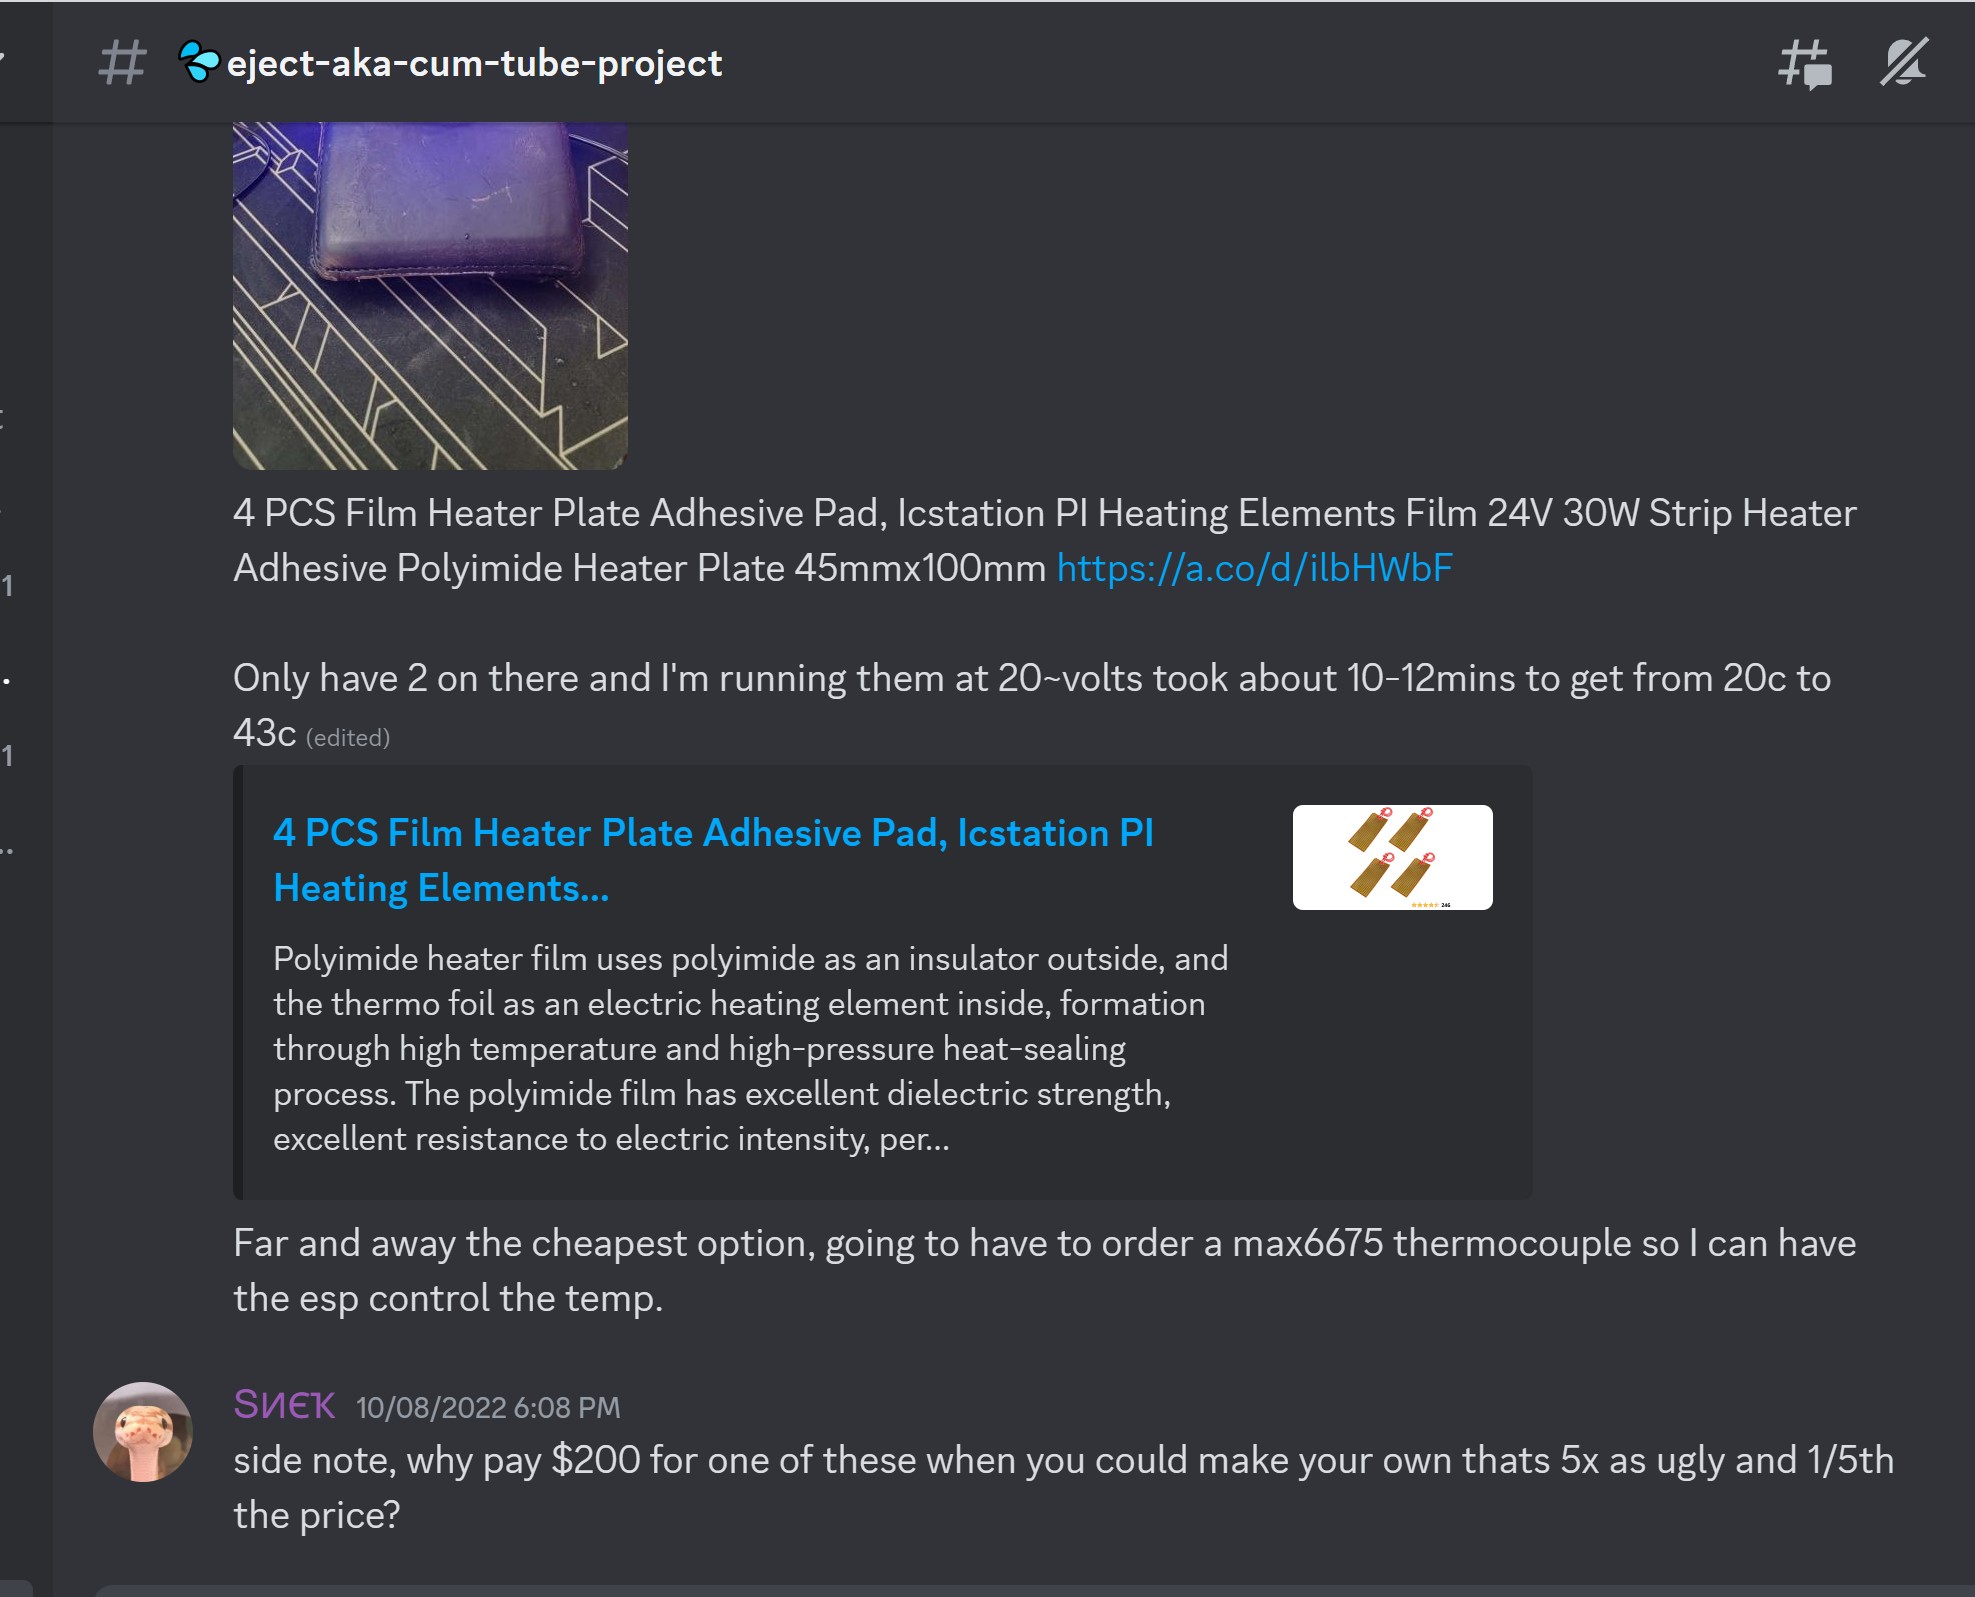 eject-aka-cum-tube-project
4 PCS Film Heater Plate Adhesive Pad, Icstation PI Heating Elements Film 24V 30W Strip Heater
Adhesive Polyimide Heater Plate 45mmx100mm https://a.co/d/ilbHWbF
1
Only have 2 on there and I'm running them at 20~volts took about 10-12mins to get from 20c to
43c (edited)
1
4 PCS Film Heater Plate Adhesive Pad, Icstation PI
Heating Elements...
246
Polyimide heater film uses polyimide as an insulator outside, and
the thermo foil as an electric heating element inside, formation
through high temperature and high-pressure heat-sealing
process. The polyimide film has excellent dielectric strength,
excellent resistance to electric intensity, per...
Far and away the cheapest option, going to have to order a max6675 thermocouple so I can have
the esp control the temp.
SИЄƘ 10/08/2022 6:08 PM
side note, why pay $200 for one of these when you could make your own thats 5x as ugly and 1/5th
the price?